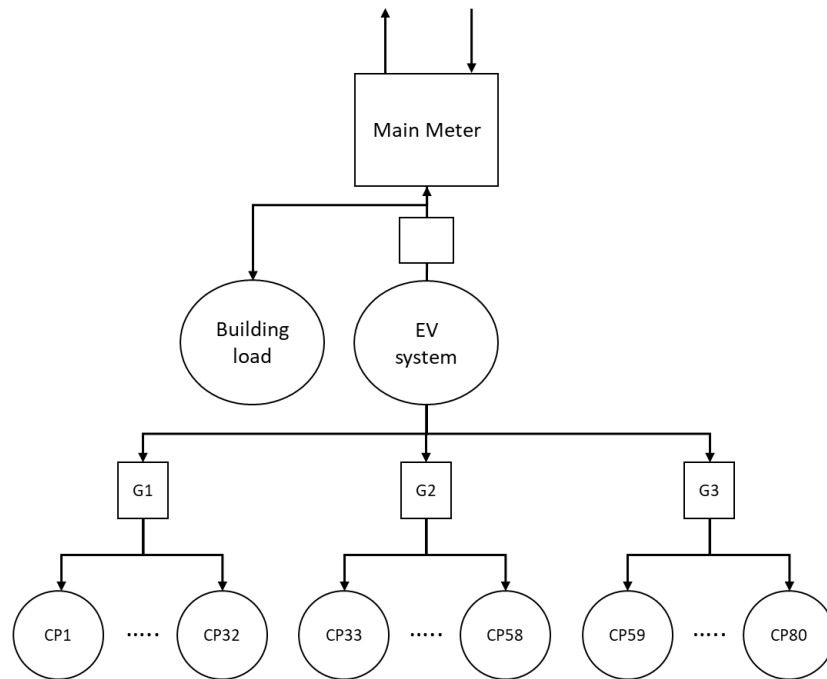 Main Meter
Building
load
EV
system
G1
G2
G3
CP1
.....
CP32
CP33
.....
CP58
CP59
.....
CP80